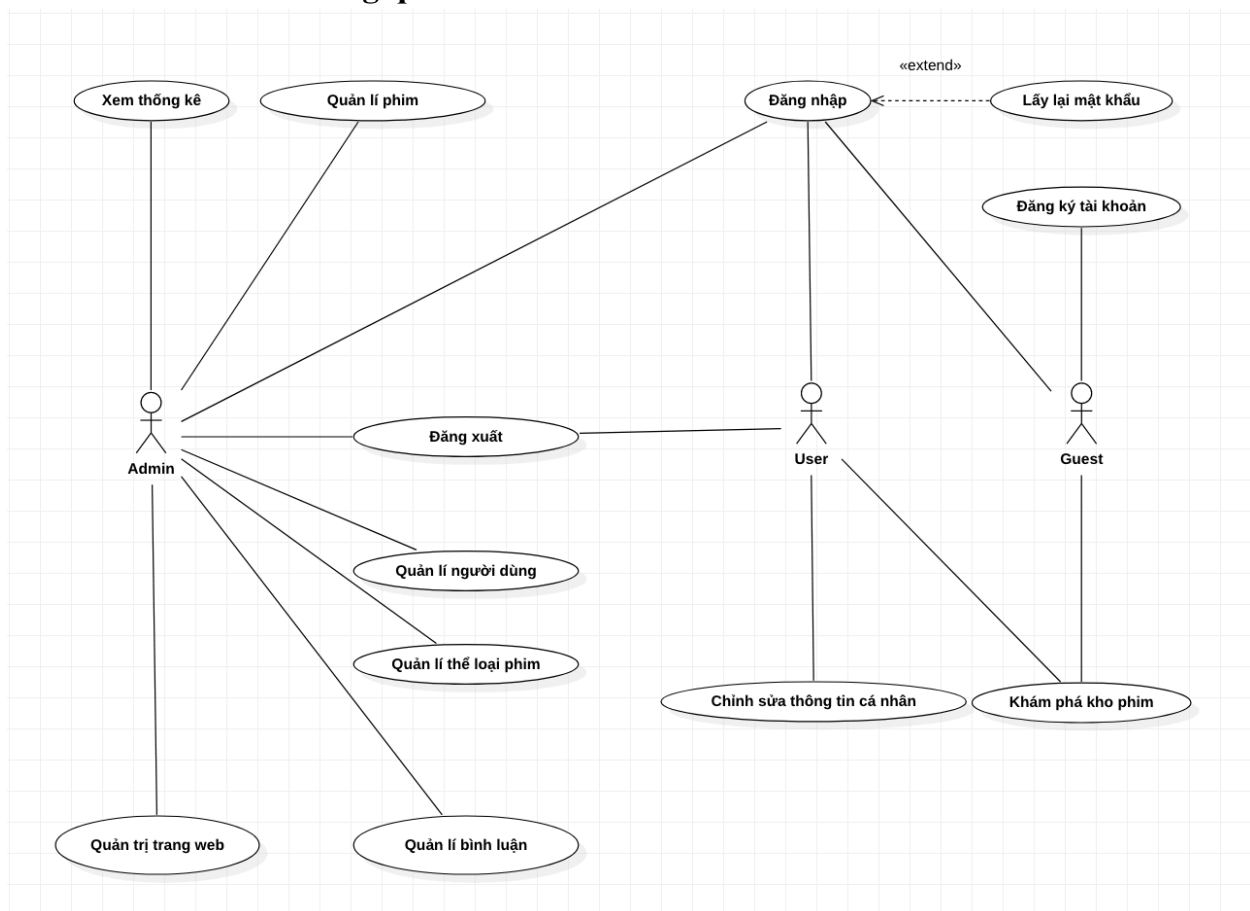 «extend»
Xem thống kê
Quản lí phim
Đăng nhập
Lấy lại mật khẩu
Đăng ký tài khoản
Admin
Đăng xuất
User
Guest
Quản lí người dùng
Quản lí thể loại phim
Chỉnh sửa thông tin cá nhân
Khám phá kho phim
Quản trị trang web
Quản lí bình luận